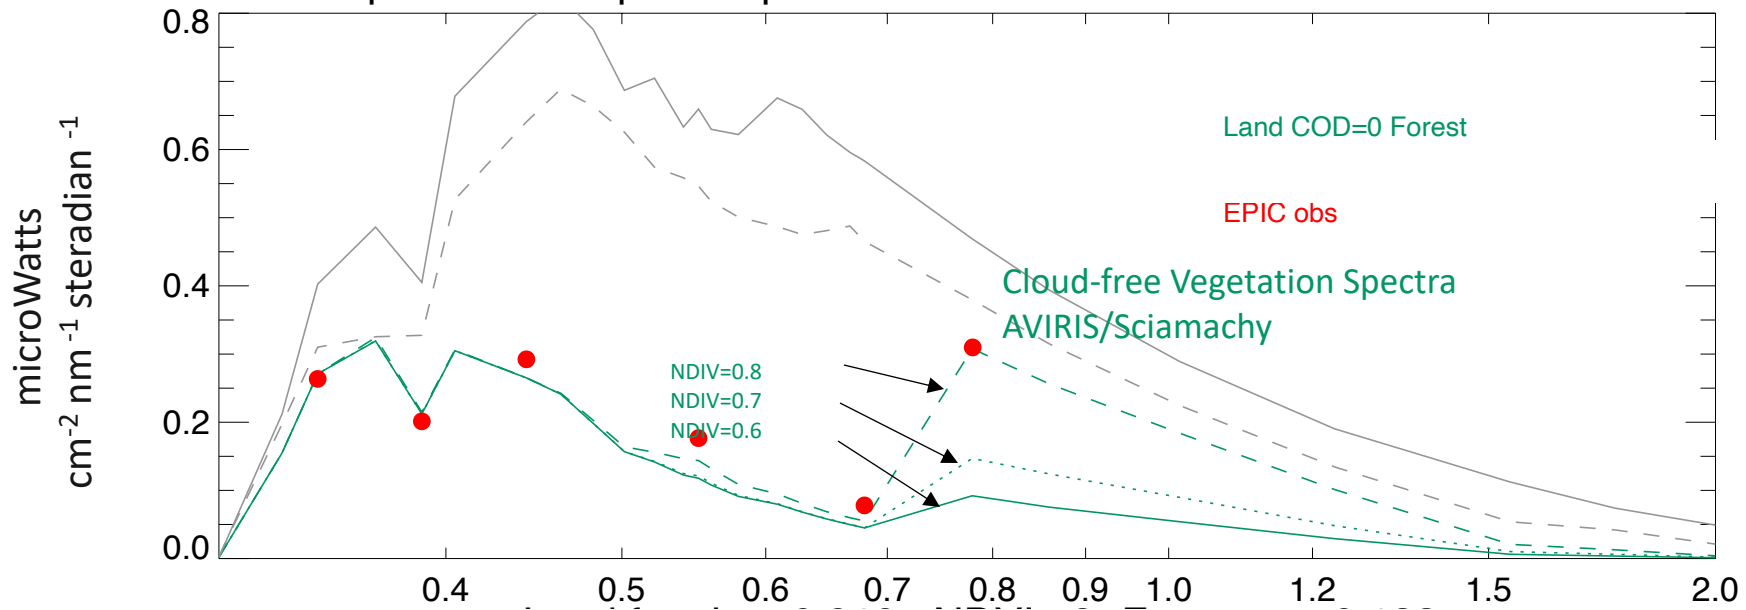 0.8
0.6
0.4
0.2
0.0
microWatts
cm-2 nm-1 steradian -1
Land COD=0 Forest
EPIC obs
Cloud-free Vegetation Spectra
AVIRIS/Sciamachy
NDIV=0.8
NDIV=0.7
NDIV=0.6
0.4 0.5 0.6 0.7 0.8 0.9 1.0 1.2 1.5 2.0